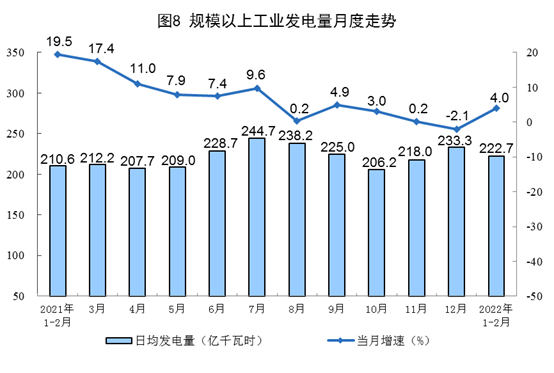 图8 规模以上工业发电量月度走势
350 300 250 200 150 100 50
20 10 0 -10 -20 -30 -40 -50
19.5 17.4 11.0 7.9 7.4 9.6 0.2 4.9 3.0 0.2 -2.1 4.0
210.6 212.2 207.7 209.0 228.7 244.7 238.2 225.0 206.2 218.0 233.3 222.7
2021年 3月 4月 5月 6月 7月 8月 9月 10月 11月 12月 2022年
1-2月 1-2月
日均发电量（亿千瓦时） 当月增速（%）